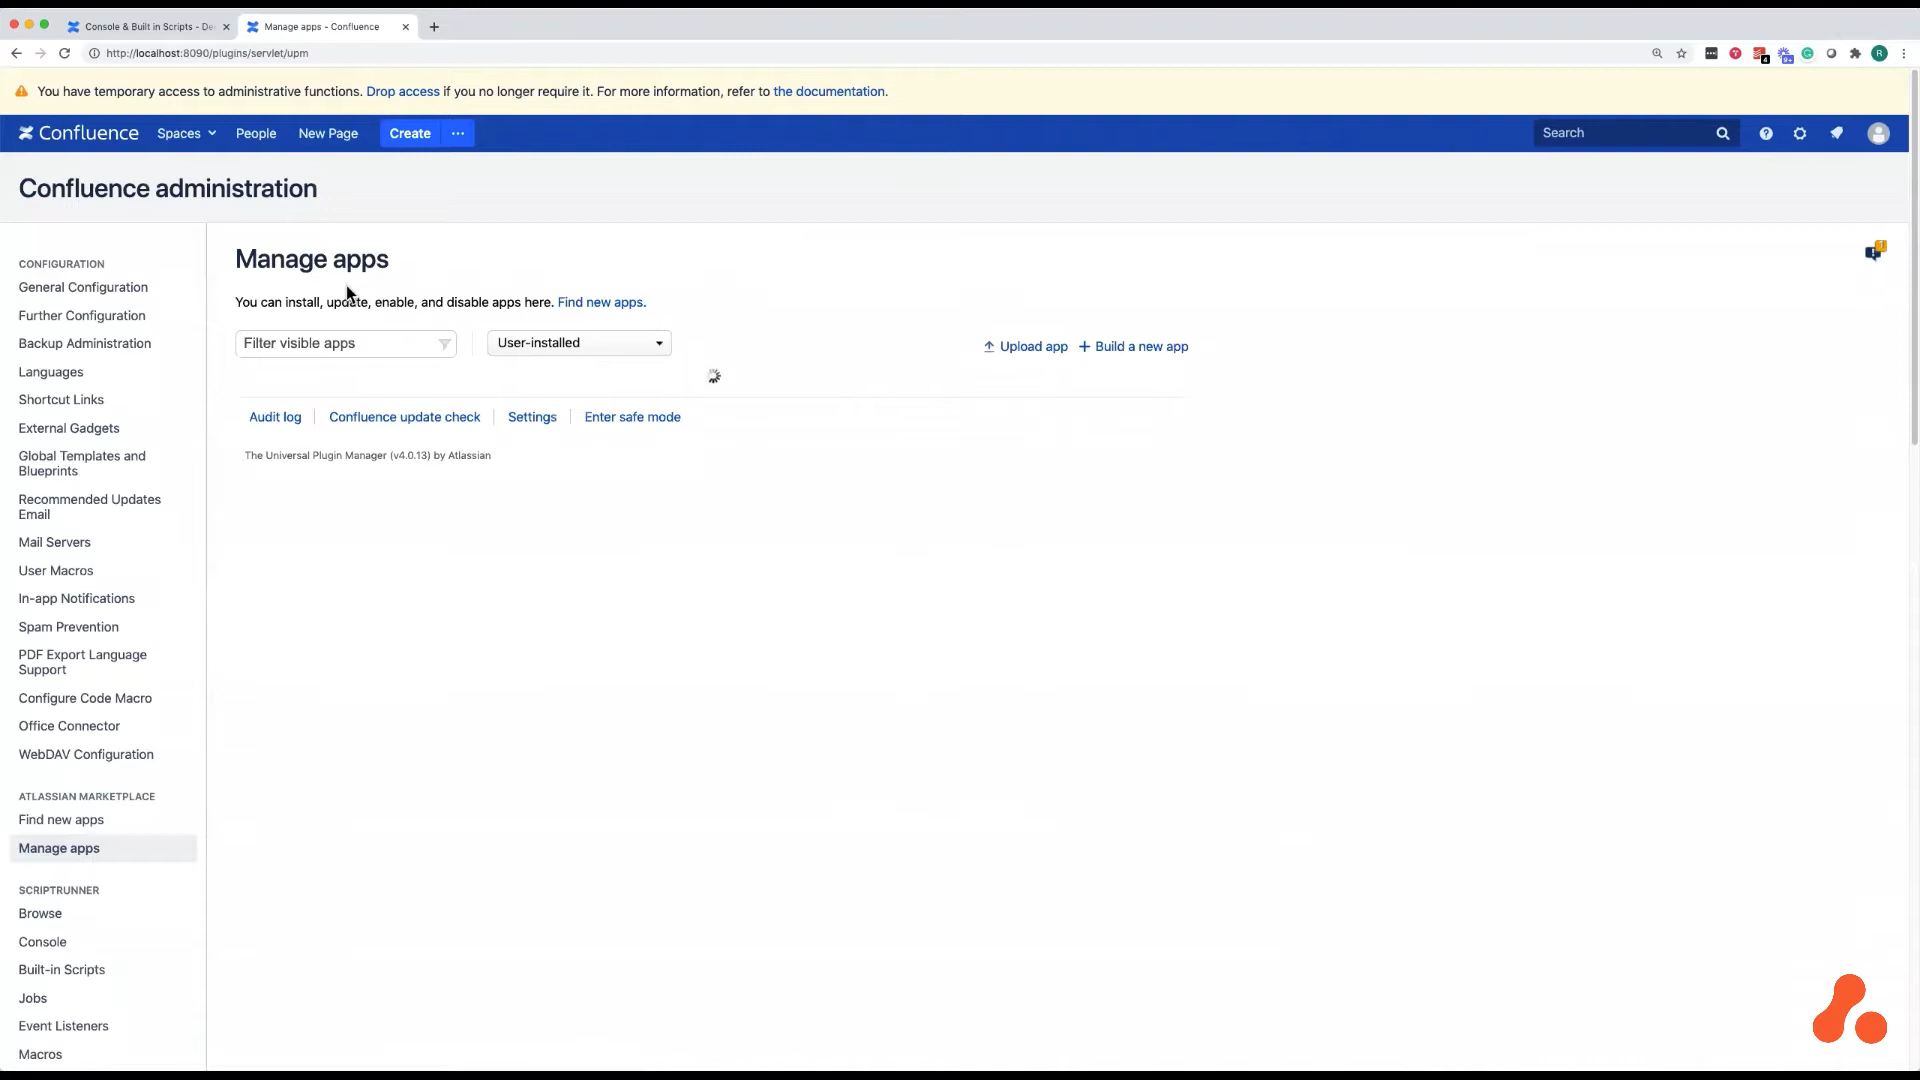 Console & Built in Scripts - De
Manage apps - Confluence
http://localhost:8090/plugins/servlet/upm
You have temporary access to administrative functions. Drop access if you no longer require it. For more information, refer to the documentation.
Confluence Spaces People New Page Create ··· Search
Confluence administration
CONFIGURATION
General Configuration
Further Configuration
Backup Administration
Languages
Shortcut Links
External Gadgets
Global Templates and
Blueprints
Recommended Updates
Email
Mail Servers
User Macros
In-app Notifications
Spam Prevention
PDF Export Language
Support
Configure Code Macro
Office Connector
WebDAV Configuration
ATLASSIAN MARKETPLACE
Find new apps
Manage apps
SCRIPTRUNNER
Browse
Console
Built-in Scripts
Jobs
Event Listeners
Macros
Manage apps
You can install, update, enable, and disable apps here. Find new apps.
Filter visible apps
User-installed
Upload app + Build a new app
Audit log
Confluence update check
Settings
Enter safe mode
The Universal Plugin Manager (v4.0.13) by Atlassian